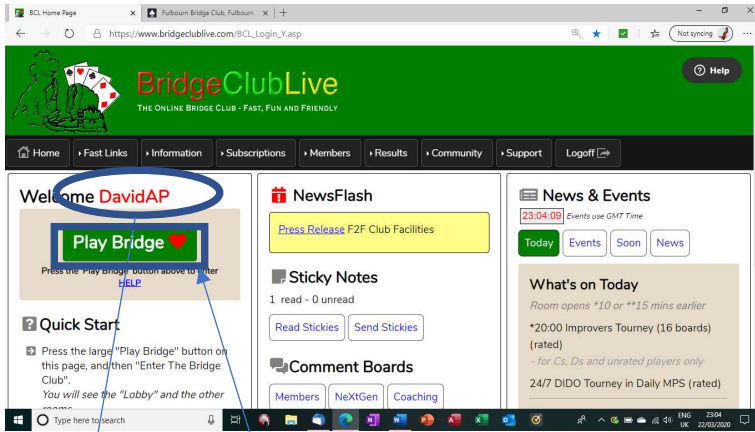 BCL Home Page
Fulbourn Bridge Club, Fulbourn,
https://www.bridgeclublive.com/BCL_Login_Y.asp
Not syncing
BridgeClubLive
THE ONLINE BRIDGE CLUB - FAST, FUN AND FRIENDLY
Help
Home
Fast Links
Information
Subscriptions
Members
Results
Community
Support
Logoff
Welcome DavidAP
Play Bridge
Press the "Play Bridge" button above to enter
HELP
Quick Start
Press the large "Play Bridge" button on
this page, and then "Enter The Bridge
Club".
You will see the "Lobby" and the other
rooms
NewsFlash
Press Release F2F Club Facilities
Sticky Notes
1 read - 0 unread
Read Stickies
Send Stickies
Comment Boards
Members
NeXtGen
Coaching
News & Events
23:04:09 Events use GMT Time
Today
Events
Soon
News
What's on Today
Room opens *10 or **15 mins earlier
*20:00 Improvers Tourney (16 boards)
(rated)
- for Cs, Ds and unrated players only
24/7 DIDO Tourney in Daily MPS (rated)
Type here to search
ENG
UK
23:04
22/03/2020